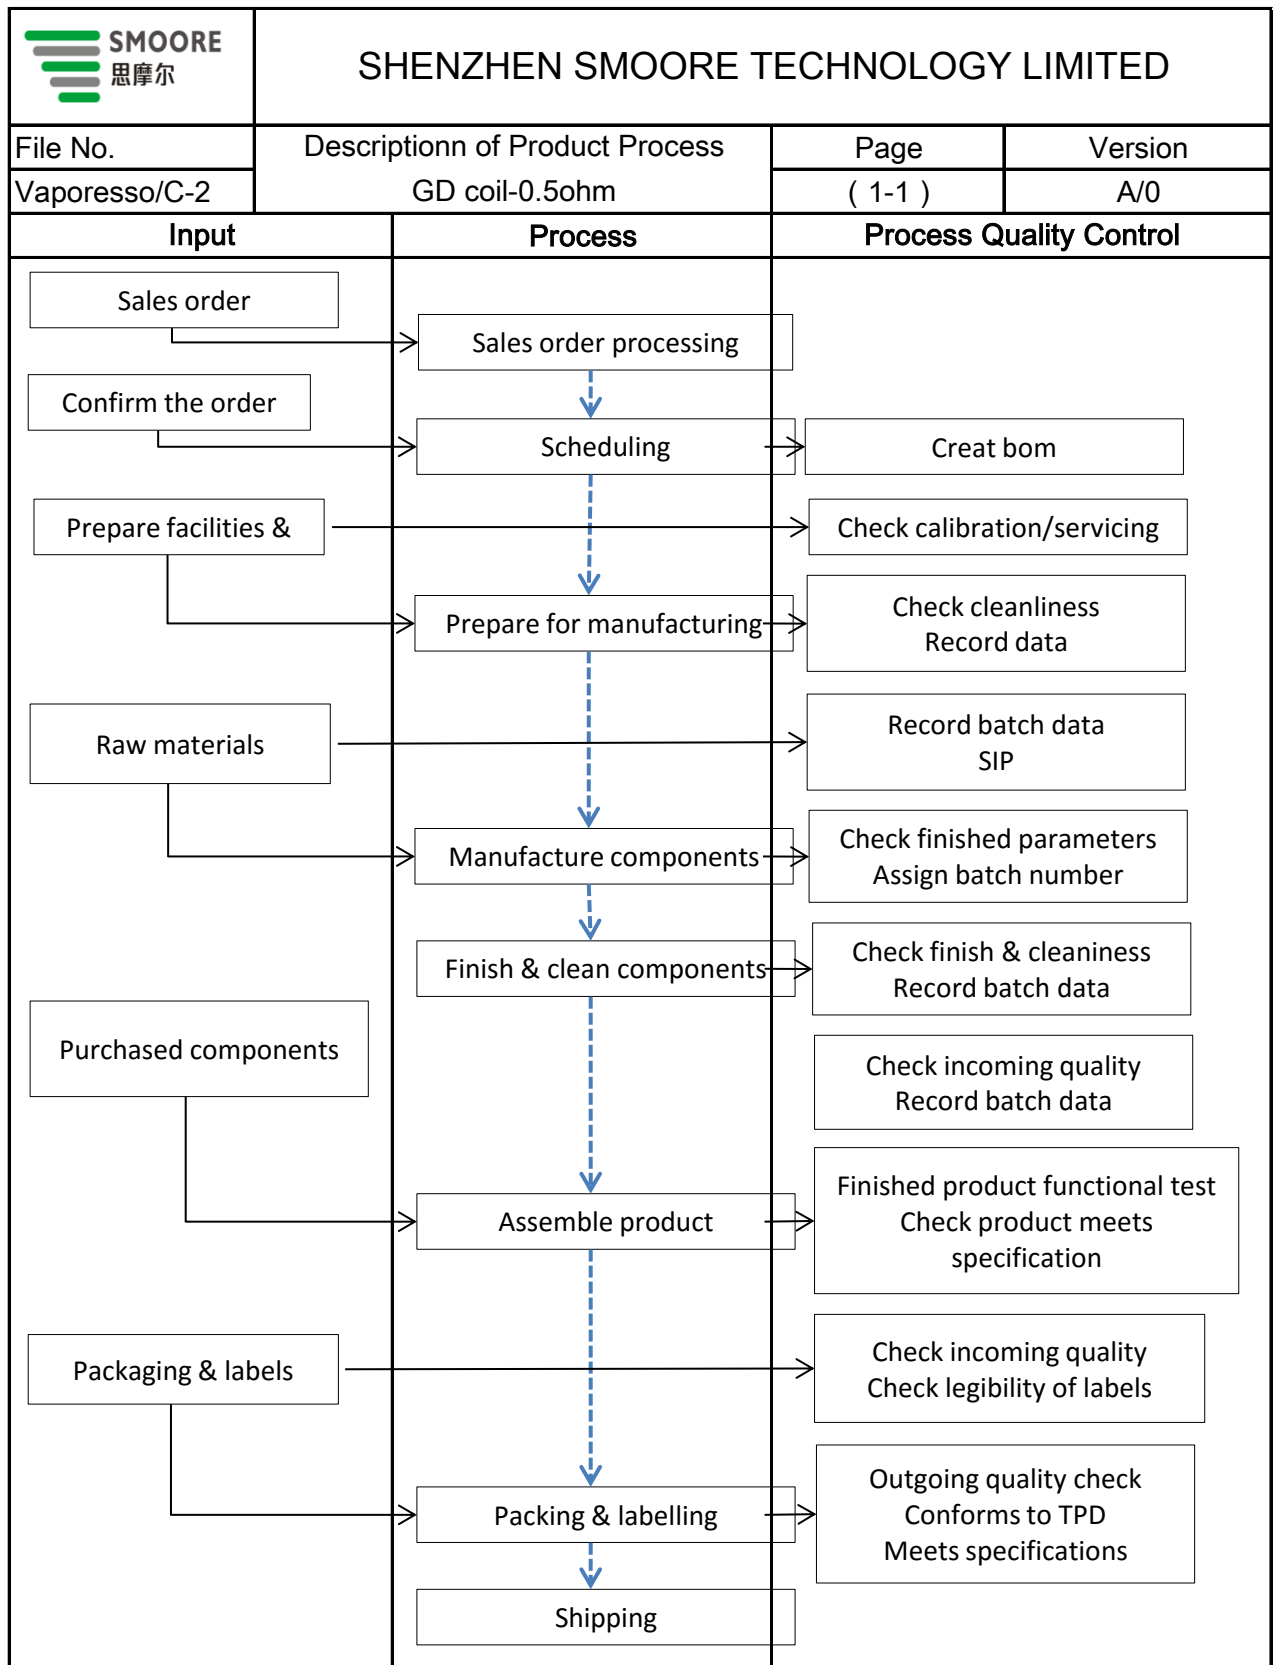 SMOORE
思摩尔
SHENZHEN SMOORE TECHNOLOGY LIMITED
File No.
Descriptionn of Product Process
Page
Version
Vaporesso/C-2
GD coil-0.5ohm
( 1-1 )
A/0
Input
Process
Process Quality Control
Sales order
Sales order processing
Confirm the order
Scheduling
Creat bom
Prepare facilities &
Check calibration/servicing
Prepare for manufacturing
Check cleanliness
Record data
Raw materials
Record batch data
SIP
Manufacture components
Check finished parameters
Assign batch number
Finish & clean components
Check finish & cleaniness
Record batch data
Purchased components
Check incoming quality
Record batch data
Assemble product
Finished product functional test
Check product meets
specification
Packaging & labels
Check incoming quality
Check legibility of labels
Packing & labelling
Outgoing quality check
Conforms to TPD
Meets specifications
Shipping